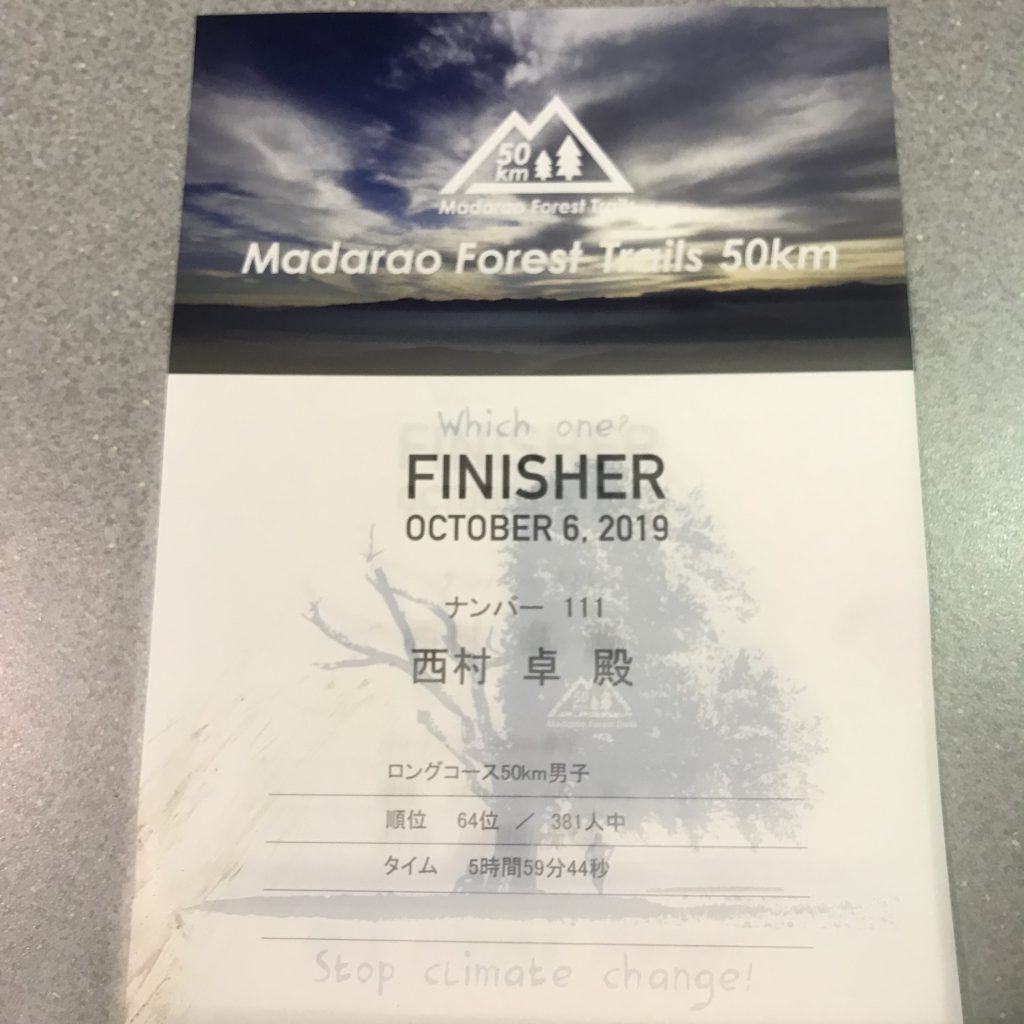 50
km
Madarao Forest Trails
Madarao Forest Trails 50km
Which one?
FINISHER
OCTOBER 6, 2019
ナンバー 111
西村 卓 殿
Madarao Forest Trails
ロングコース50km男子
順位 64位 ／ 381人中
タイム 5時間59分44秒
Stop climate change!